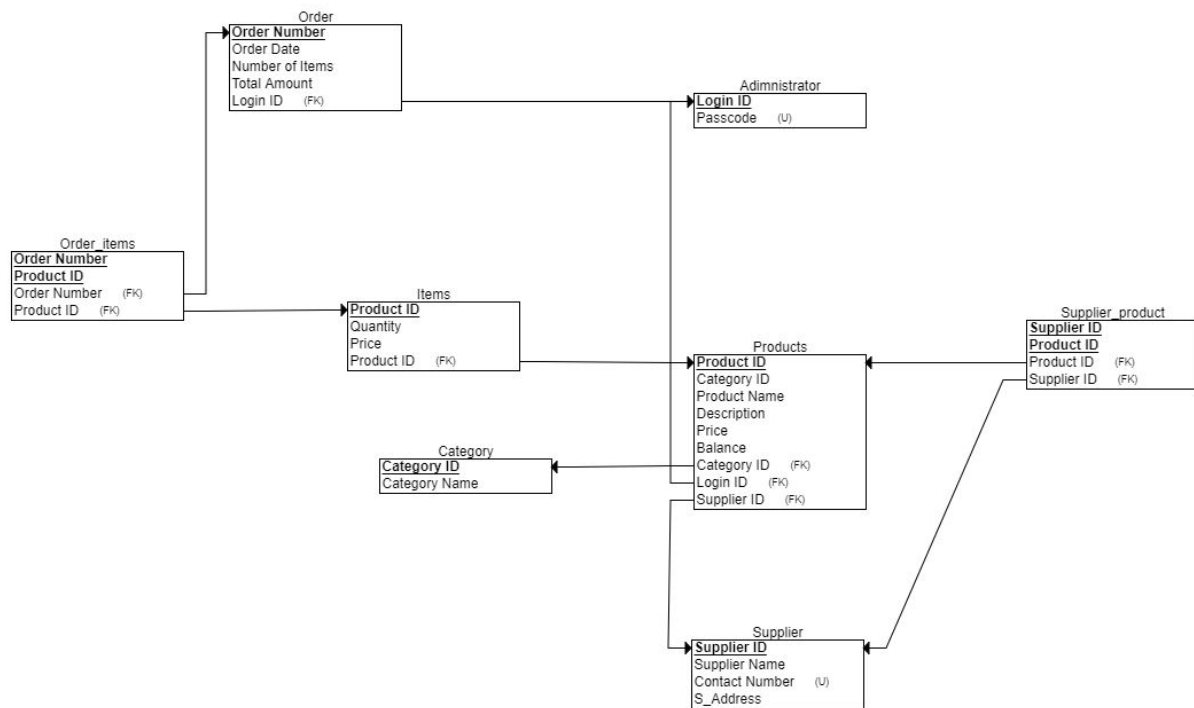 Order
Order Number
Order Date
Number of Items
Total Amount
Login ID (FK)
Adimnistrator
Login ID
Passcode (U)
Order_items
Order Number
Product ID
Order Number (FK)
Product ID (FK)
Items
Product ID
Quantity
Price
Product ID (FK)
Products
Product ID
Category ID
Product Name
Description
Price
Balance
Category ID (FK)
Login ID (FK)
Supplier ID (FK)
Supplier_product
Supplier ID
Product ID
Product ID (FK)
Supplier ID (FK)
Category
Category ID
Category Name
Supplier
Supplier ID
Supplier Name
Contact Number (U)
S_Address